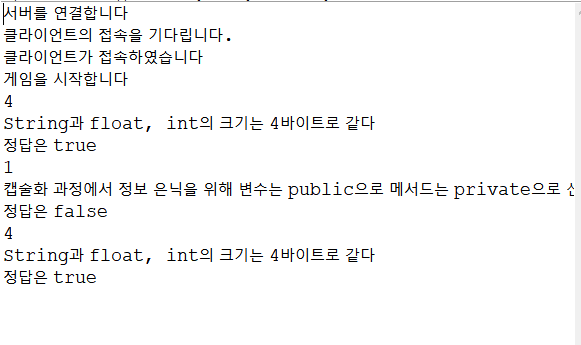 서버를 연결합니다
클라이언트의 접속을 기다립니다.
클라이언트가 접속하였습니다
게임을 시작합니다
4
String과 float, int의 크기는 4바이트로 같다
정답은 true
1
캡술화 과정에서 정보 은닉을 위해 변수는 public으로 메서드는 private으로
정답은 false
4
String과 float, int의 크기는 4바이트로 같다
정답은 true